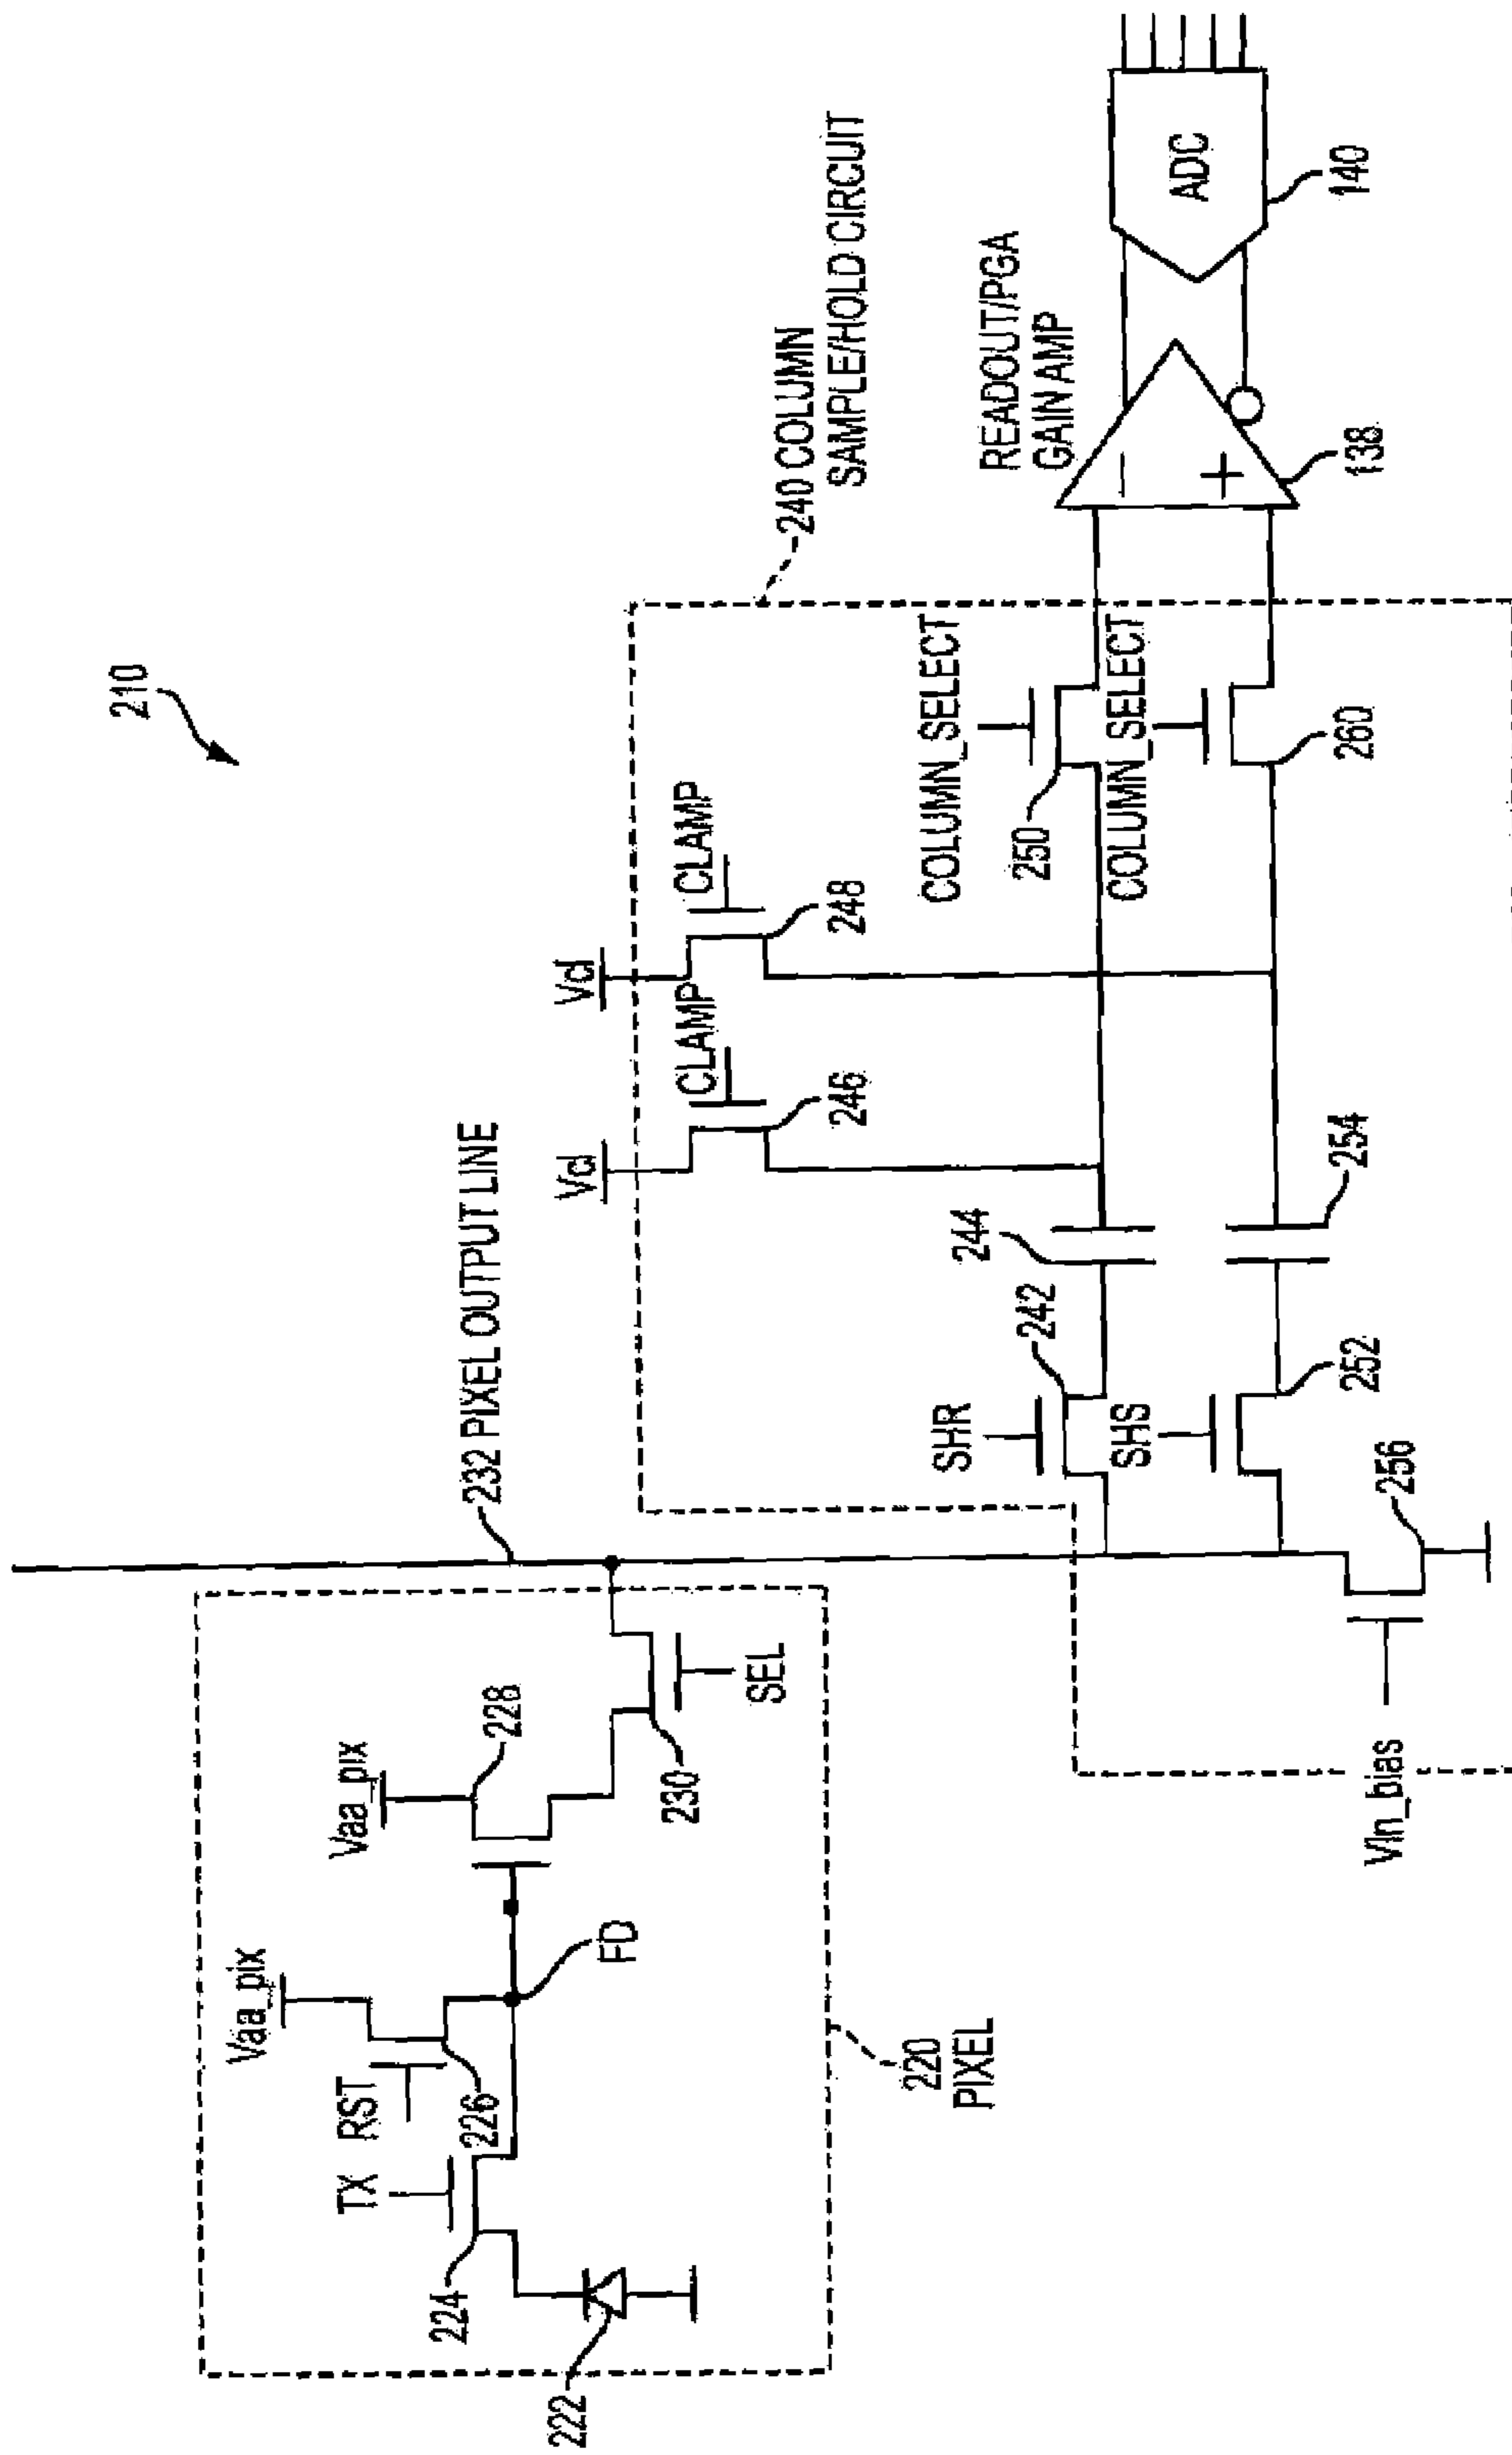 210
232 PIXEL OUTPUT LINE
240 COLUMN
SAMPLE/HOLD CIRCUIT
Vaa_pix
Vaa_pix
228
TX
RST
226
224
222
FD
230
SEL
220
PIXEL
Vcl
Vcl
CLAMP
CLAMP
246
248
SHR
242
244
SHS
252
254
COLUMN_SELECT
250
COLUMN_SELECT
260
READOUT/PGA
GAIN AMP
−
+
138
ADC
140
Vln_bias
256